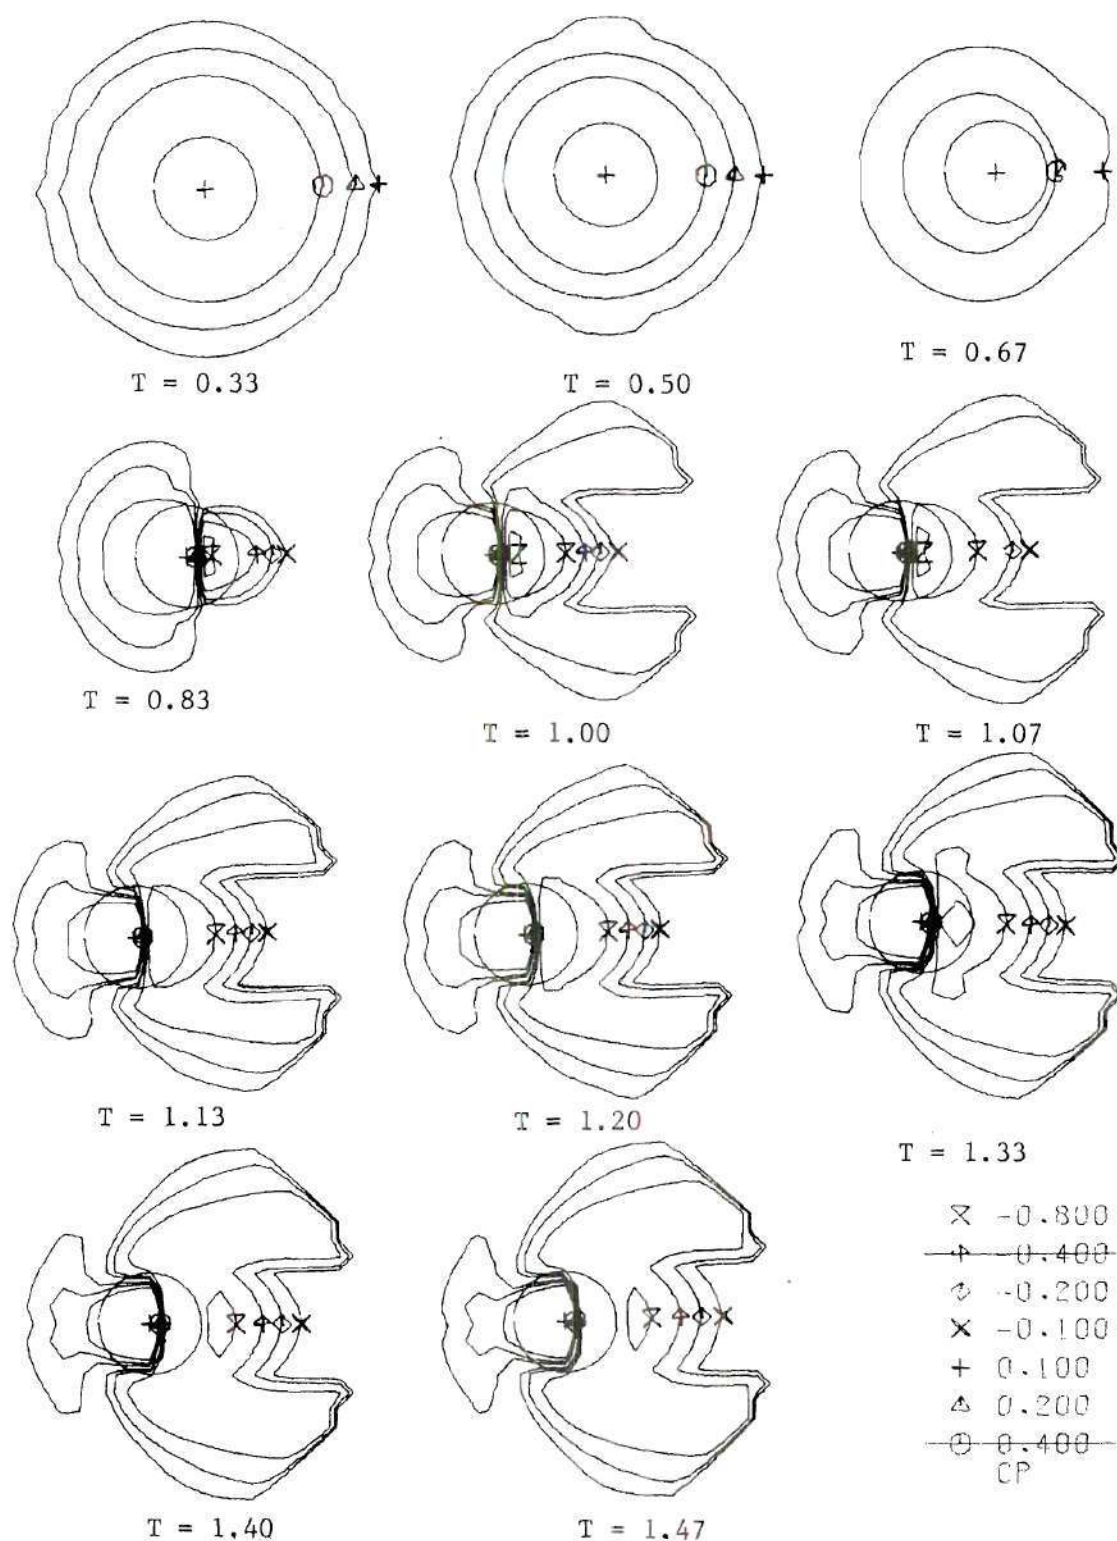 T = 0.33
T = 0.50
T = 0.67
T = 0.83
T = 1.00
T = 1.07
T = 1.13
T = 1.20
T = 1.33
-0.800
-0.400
-0.200
-0.100
0.100
0.200
0.400
CP
T = 1.40
T = 1.47